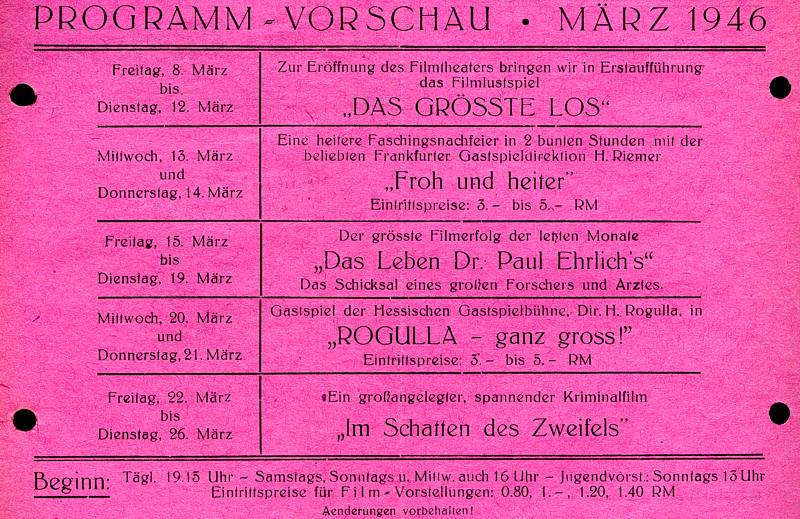 PROGRAMM - VORSCHAU • MÄRZ 1946
Freitag, 8. März
bis
Dienstag, 12. März
Zur Eröffnung des Filmtheaters bringen wir in Erstaufführung
das Filmlustspiel
„DAS GRÖSSTE LOS“
Mittwoch, 13. März
und
Donnerstag, 14. März
Eine heitere Faschingsnachfeier in 2 bunten Stunden mit der
beliebten Frankfurter Gastspieldirektion H. Riemer
„Froh und heiter”
Eintrittspreise: 3.- bis 5.- RM
Freitag, 15. März
bis
Dienstag, 19. März
Der grösste Filmerfolg der letzten Monate
„Das Leben Dr. Paul Ehrlich's“
Das Schicksal eines großen Forschers und Arztes.
Mittwoch, 20. März
und
Donnerstag, 21. März
Gastspiel der Hessischen Gastspielbühne, Dir. H. Rogulla, in
„ROGULLA - ganz gross!”
Eintrittspreise: 3.- bis 5.- RM
Freitag, 22. März
bis
Dienstag, 26. März
Ein großangelegter, spannender Kriminalfilm
„Im Schatten des Zweifels”
Beginn: Tägl. 19.15 Uhr - Samstags, Sonntags u. Mittw. auch 16 Uhr - Jugendvorst.: Sonntags 13 Uhr
Eintrittspreise für Film-Vorstellungen: 0.80, 1.-, 1.20, 1.40 RM
Aenderungen vorbehalten!